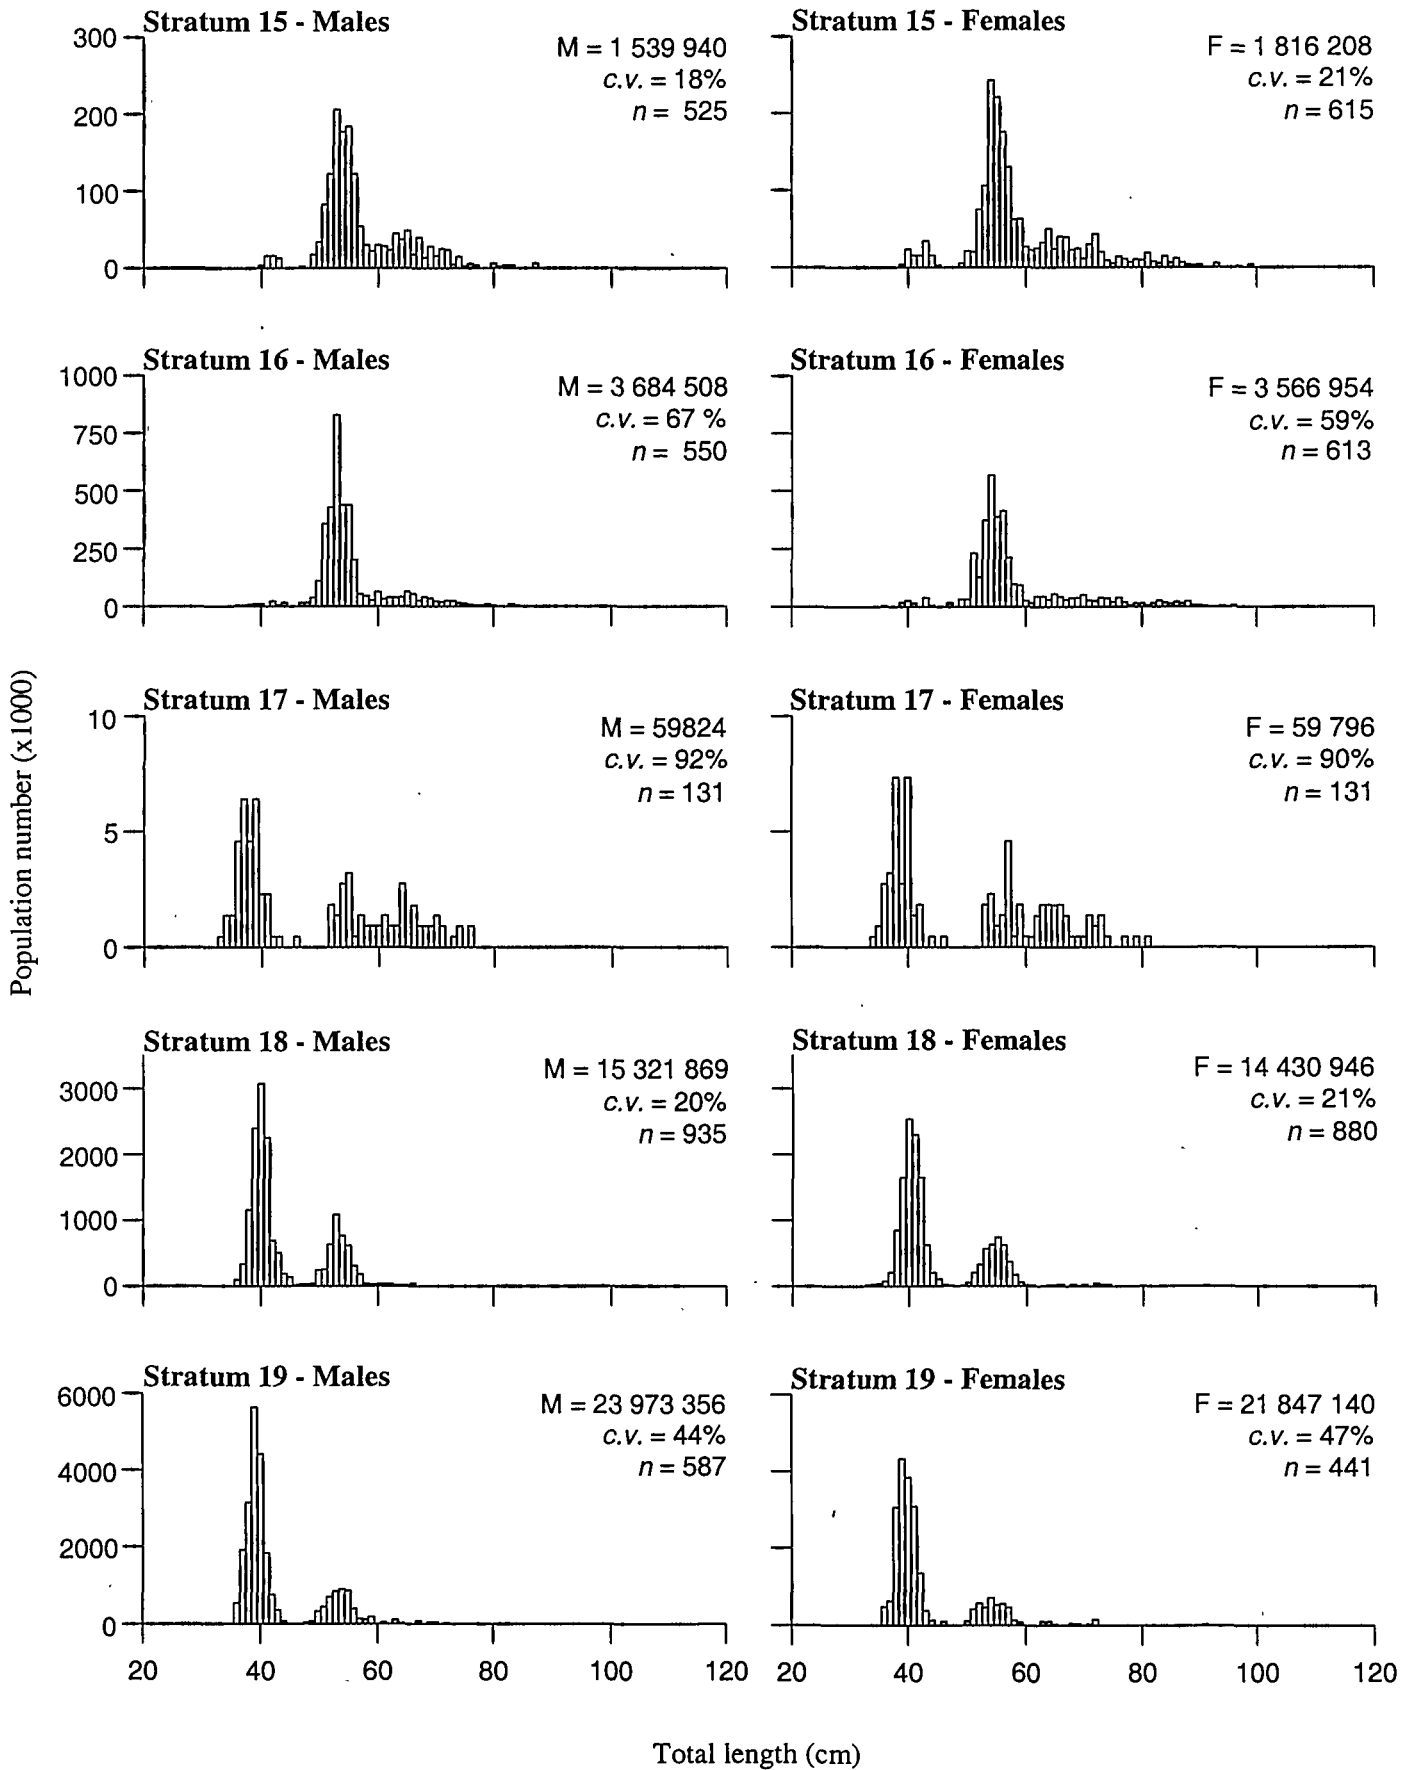 Stratum 15 - Males
M = 1 539 940
c.v. = 18%
n = 525
300
200
100
0
Stratum 15 - Females
F = 1 816 208
c.v. = 21%
n = 615
Stratum 16 - Males
M = 3 684 508
c.v. = 67 %
n = 550
1000
750
500
250
0
Stratum 16 - Females
F = 3 566 954
c.v. = 59%
n = 613
Population number (x1000)
Stratum 17 - Males
M = 59824
c.v. = 92%
n = 131
10
5
0
Stratum 17 - Females
F = 59 796
c.v. = 90%
n = 131
Stratum 18 - Males
M = 15 321 869
c.v. = 20%
n = 935
3000
2000
1000
0
Stratum 18 - Females
F = 14 430 946
c.v. = 21%
n = 880
Stratum 19 - Males
M = 23 973 356
c.v. = 44%
n = 587
6000
4000
2000
0
Stratum 19 - Females
F = 21 847 140
c.v. = 47%
n = 441
20 40 60 80 100 120
20 40 60 80 100 120
Total length (cm)